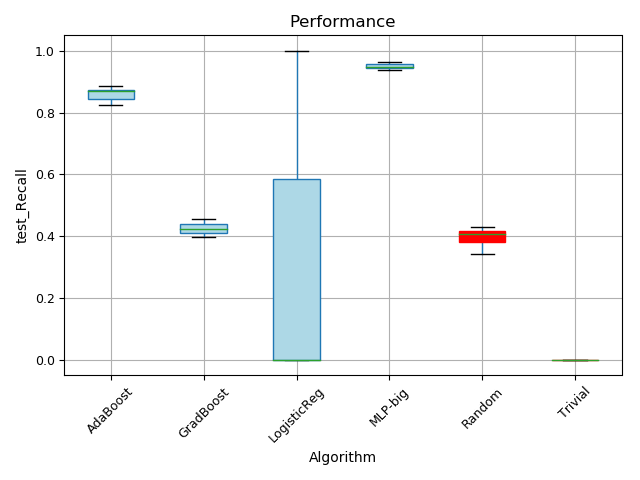 Performance
1.0
0.8
0.6
0.4
0.2
0.0
test_Recall
AdaBoost
GradBoost
LogisticReg
MLP-big
Random
Trivial
Algorithm